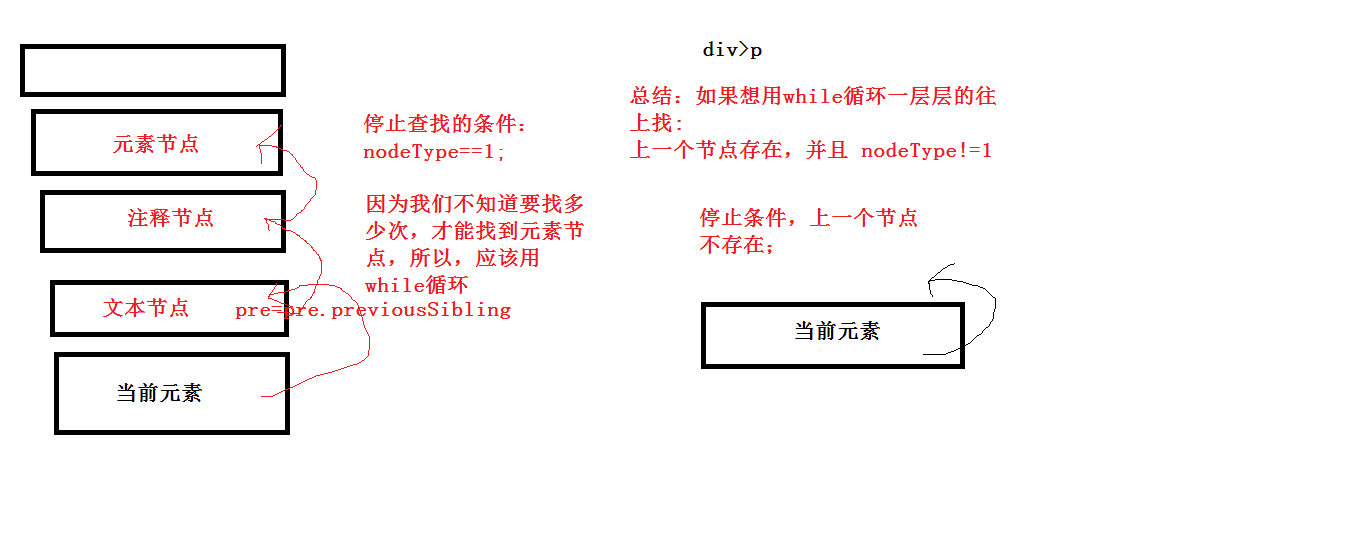 元素节点
注释节点
文本节点
当前元素
停止查找的条件:
nodeType==1;
因为我们不知道要找多
少次，才能找到元素节
点，所以，应该用
while循环
pre=pre.previousSibling
div>p
总结：如果想用while循环一层层的往
上找:
上一个节点存在，并且 nodeType!=1
停止条件，上一个节点
不存在;
当前元素